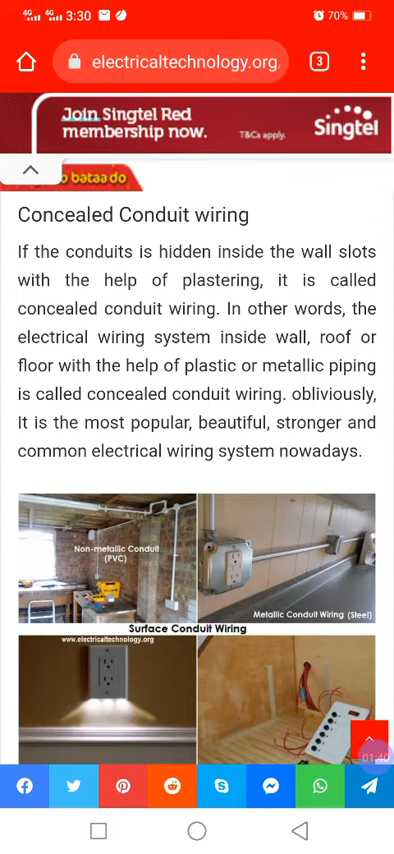 4G 4G 3:30 70%
electricaltechnology.org. 3
Join Singtel Red
membership now. T&Cs apply. Singtel
o bataa do
Concealed Conduit wiring
If the conduits is hidden inside the wall slots
with the help of plastering, it is called
concealed conduit wiring. In other words, the
electrical wiring system inside wall, roof or
floor with the help of plastic or metallic piping
is called concealed conduit wiring. obliviously,
It is the most popular, beautiful, stronger and
common electrical wiring system nowadays.
Non-metallic Conduit
(PVC)
Metallic Conduit Wiring (Steel)
Surface Conduit Wiring
www.electricaltechnology.org
01:40